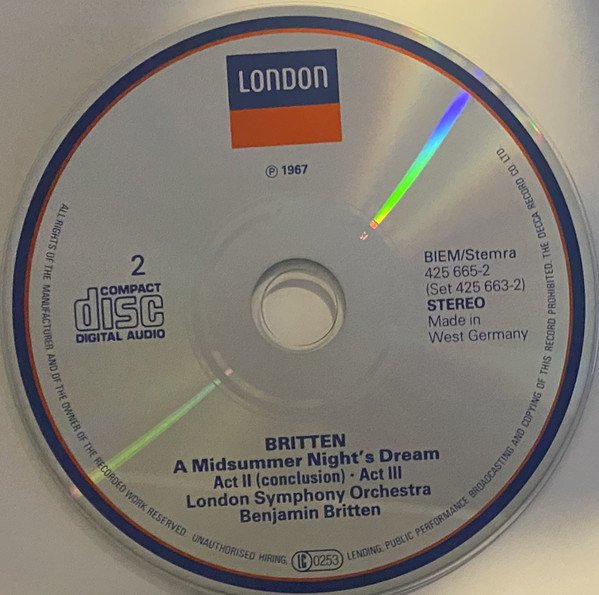 LONDON
℗ 1967
2
COMPACT
disc
DIGITAL AUDIO
BIEM/Stemra
425 665-2
(Set 425 663-2)
STEREO
Made in
West Germany
BRITTEN
A Midsummer Night's Dream
Act II (conclusion) · Act III
London Symphony Orchestra
Benjamin Britten
ALL RIGHTS OF THE MANUFACTURER AND OF THE OWNER OF THE RECORDED WORK RESERVED. UNAUTHORISED HIRING, LC 0253 LENDING, PUBLIC PERFORMANCE, BROADCASTING AND COPYING OF THIS RECORD PROHIBITED. THE DECCA RECORD CO. LTD